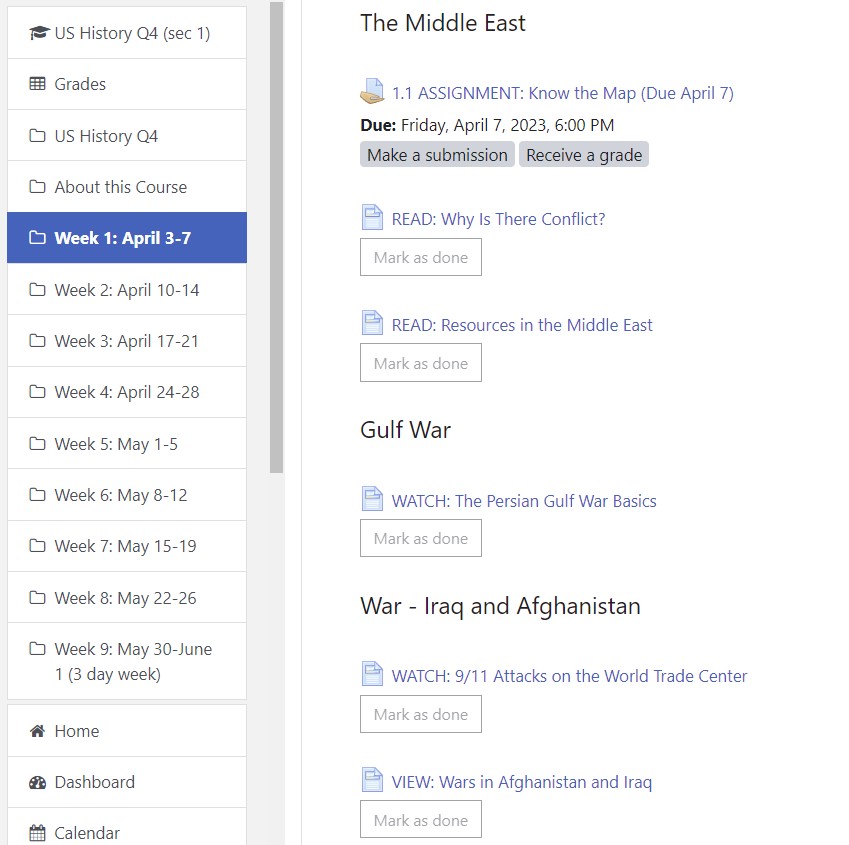 US History Q4 (sec 1)
Grades
US History Q4
About this Course
Week 1: April 3-7
Week 2: April 10-14
Week 3: April 17-21
Week 4: April 24-28
Week 5: May 1-5
Week 6: May 8-12
Week 7: May 15-19
Week 8: May 22-26
Week 9: May 30-June
1 (3 day week)
Home
Dashboard
Calendar
The Middle East
1.1 ASSIGNMENT: Know the Map (Due April 7)
Due: Friday, April 7, 2023, 6:00 PM
Make a submission Receive a grade
READ: Why Is There Conflict?
Mark as done
READ: Resources in the Middle East
Mark as done
Gulf War
WATCH: The Persian Gulf War Basics
Mark as done
War - Iraq and Afghanistan
WATCH: 9/11 Attacks on the World Trade Center
Mark as done
VIEW: Wars in Afghanistan and Iraq
Mark as done